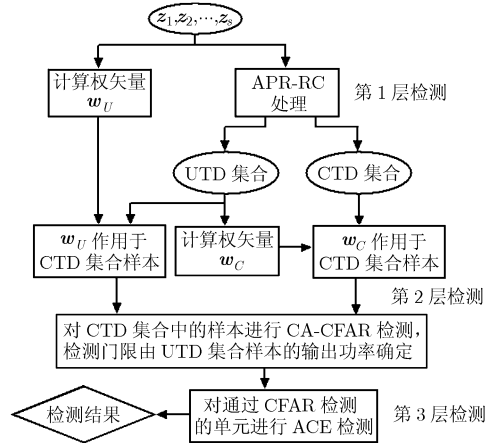 z1,z2,···,zs
计算权矢量
wU
APR-RC
处理
第1层检测
UTD 集合
CTD 集合
wU 作用于
CTD 集合样本
计算权矢量
wC
wC 作用于
CTD 集合样本
第2层检测
对 CTD 集合中的样本进行 CA-CFAR 检测，
检测门限由 UTD 集合样本的输出功率确定
检测结果
对通过 CFAR 检测
的单元进行 ACE 检测
第3层检测